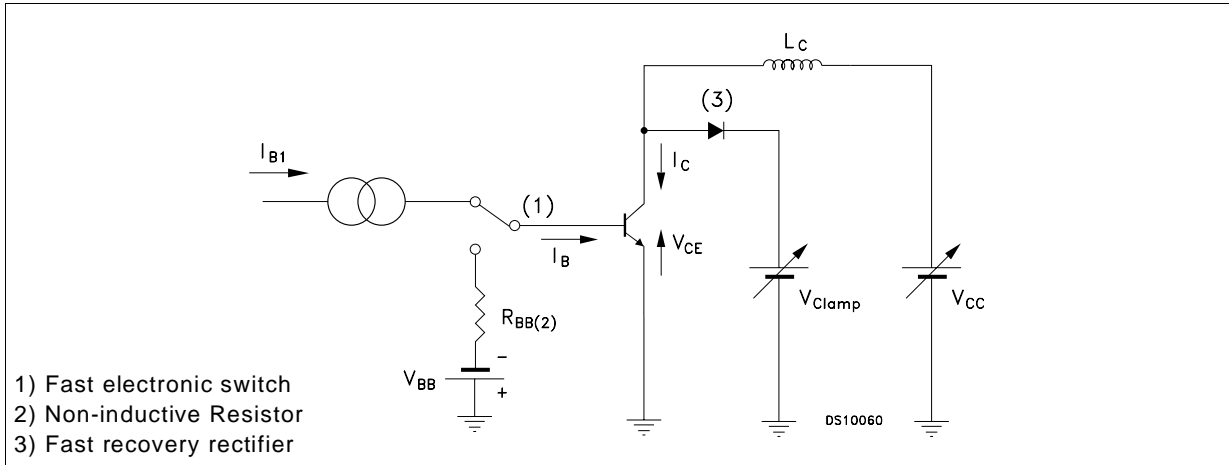 L_C
(3)
I_B1
I_C
(1)
I_B
V_CE
V_Clamp
V_CC
R_BB(2)
−
V_BB
+
DS10060
1) Fast electronic switch
2) Non-inductive Resistor
3) Fast recovery rectifier